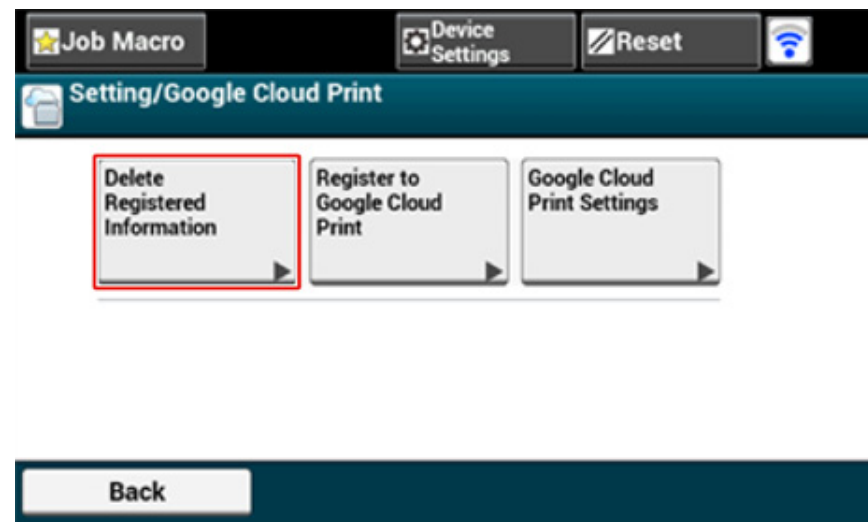 Job Macro
Device
Settings
Reset
Setting/Google Cloud Print
Delete
Registered
Information
Register to
Google Cloud
Print
Google Cloud
Print Settings
Back